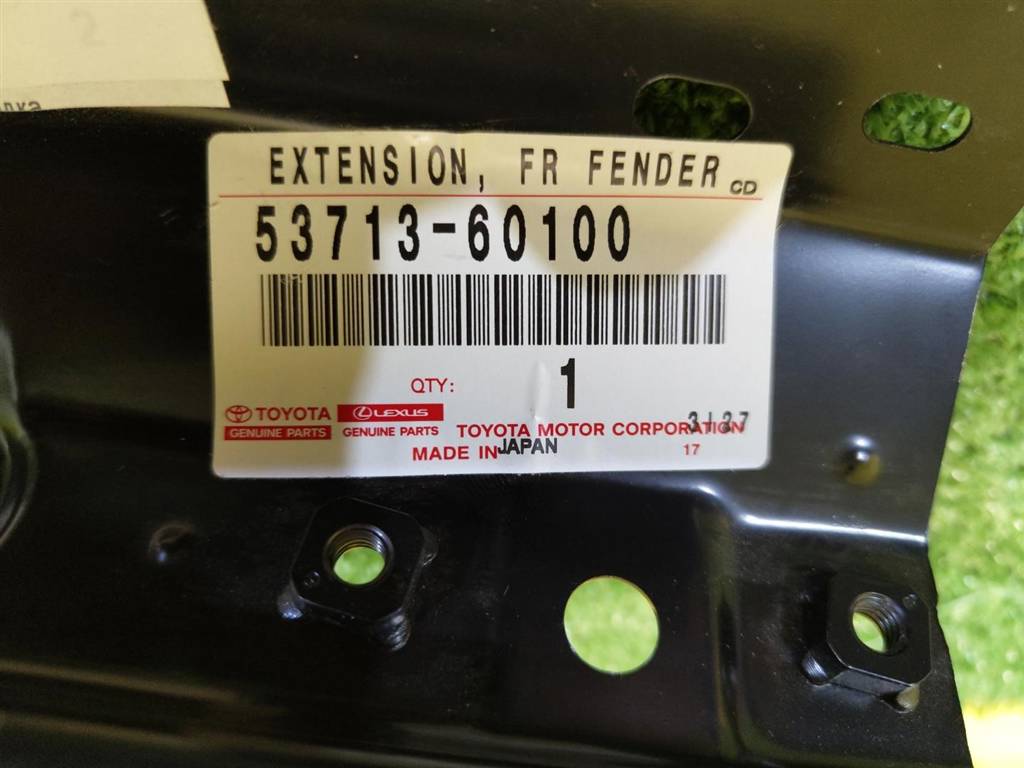 2
EXTENSION, FR FENDER CD
53713-60100
QTY: 1
TOYOTA LEXUS
GENUINE PARTS GENUINE PARTS
TOYOTA MOTOR CORPORATION
MADE IN JAPAN 17